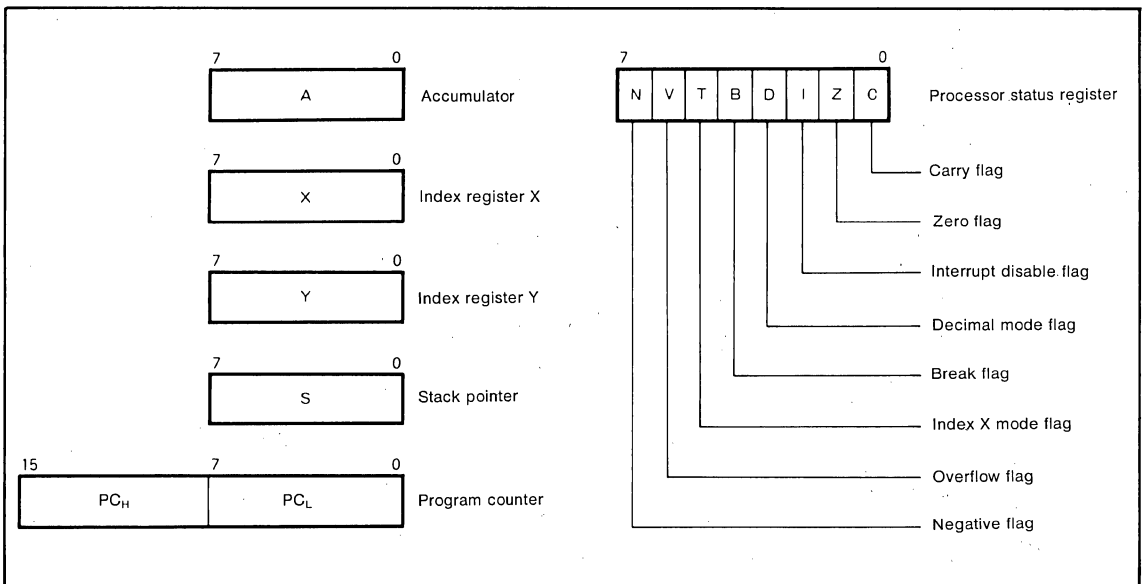 7 0
A
Accumulator
7 0
X
Index register X
7 0
Y
Index register Y
7 0
S
Stack pointer
15 7 0
PCH PCL
Program counter
7 0
N V T B D I Z C
Processor status register
Carry flag
Zero flag
Interrupt disable flag
Decimal mode flag
Break flag
Index X mode flag
Overflow flag
Negative flag